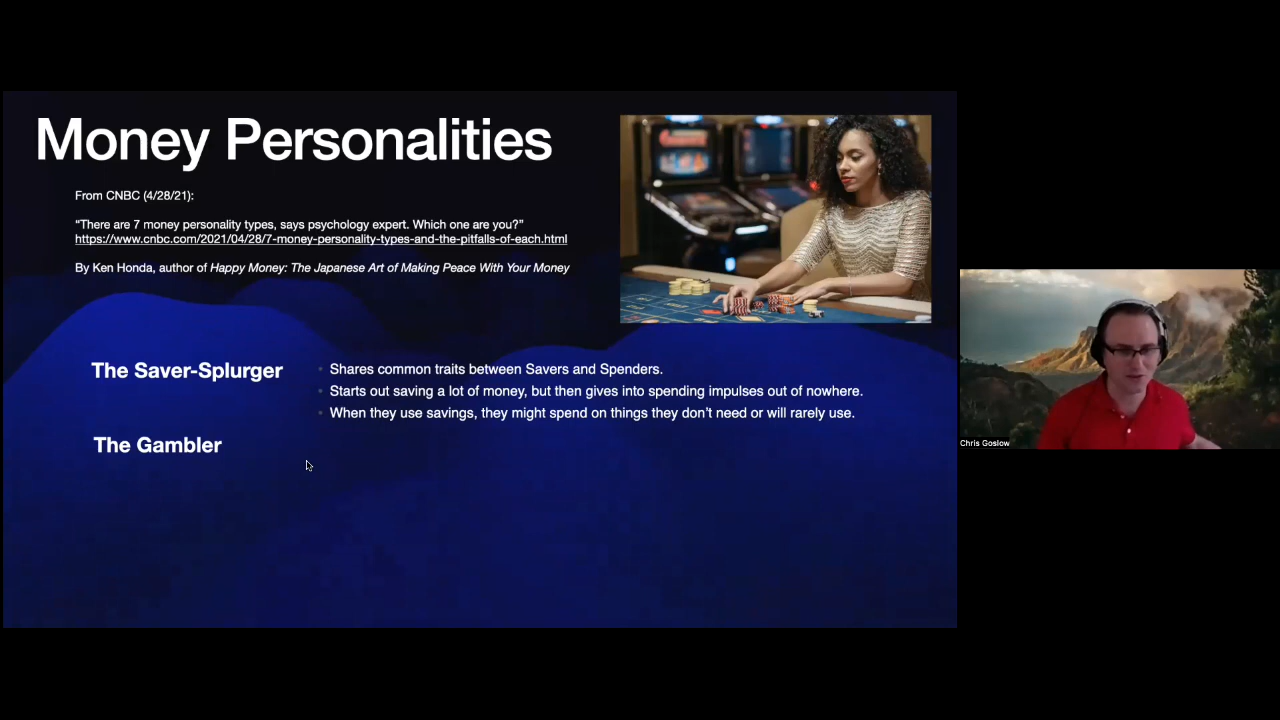 Money Personalities
From CNBC (4/28/21):
“There are 7 money personality types, says psychology expert. Which one are you?”
https://www.cnbc.com/2021/04/28/7-money-personality-types-and-the-pitfalls-of-each.html
By Ken Honda, author of Happy Money: The Japanese Art of Making Peace With Your Money
The Saver-Splurger
• Shares common traits between Savers and Spenders.
• Starts out saving a lot of money, but then gives into spending impulses out of nowhere.
• When they use savings, they might spend on things they don’t need or will rarely use.
The Gambler
Chris Goslow